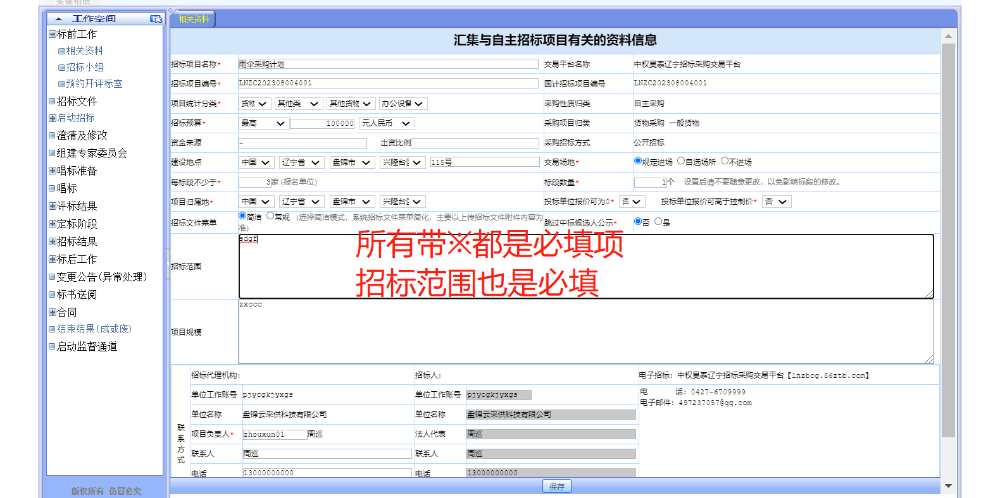 头像相册
工作空间
标前工作
相关资料
招标小组
预约开评标室
招标文件
启动招标
澄清及修改
组建专家委员会
唱标准备
唱标
评标结果
定标阶段
招标结果
标后工作
变更公告(异常处理)
标书送阅
合同
结束结果(成或废)
启动监督通道
版权所有 仿冒必究
相关资料
汇集与自主招标项目有关的资料信息
招标项目名称* 雨伞采购计划 交易平台名称 中权昊泰辽宁招标采购交易平台
招标项目编号* LNZC202308004001 国计招标项目编号 LNZC202308004001
项目统计分类* 货物 其他类 其他货物 办公设备 采购性质归类 自主采购
招标预算* 最高 100000 元人民币 采购项目归类 货物采购 一般货物
资金来源 - 出资比例 采购招标方式 公开招标
建设地点 中国 辽宁省 盘锦市 兴隆台区 115号 交易场地* 规定进场 自选场所 不进场
每标段不少于* 3家(报名单位) 标段数量* 1个 设置后请不要随意更改，以免影响标段的修改。
项目归属地* 中国 辽宁省 盘锦市 兴隆台区 投标单位报价可为0* 否 投标单位报价可高于控制价* 否
招标文件菜单 简洁 常规 (选择简洁模式，系统招标文件菜单简化，主要以上传招标文件附件内容为准) 跳过中标候选人公示* 否 是
招标范围 sdgf
所有带※都是必填项
招标范围也是必填
项目规模 zxccc
联系方式
招标代理机构: 招标人: 电子招标: 中权昊泰辽宁招标采购交易平台【lnzbcg.86ztb.com】
单位工作账号 pjycgkjyxgs 单位工作账号 pjycgkjyxgs 电 话: 0427-6709999
电子邮件: 497237057@qq.com
单位名称 盘锦云采供科技有限公司 单位名称 盘锦云采供科技有限公司
项目负责人* zhouxun01 周巡 法人代表 周巡
联系人 周巡 联系人 周巡
电话 13000000000 电话 13000000000
保存